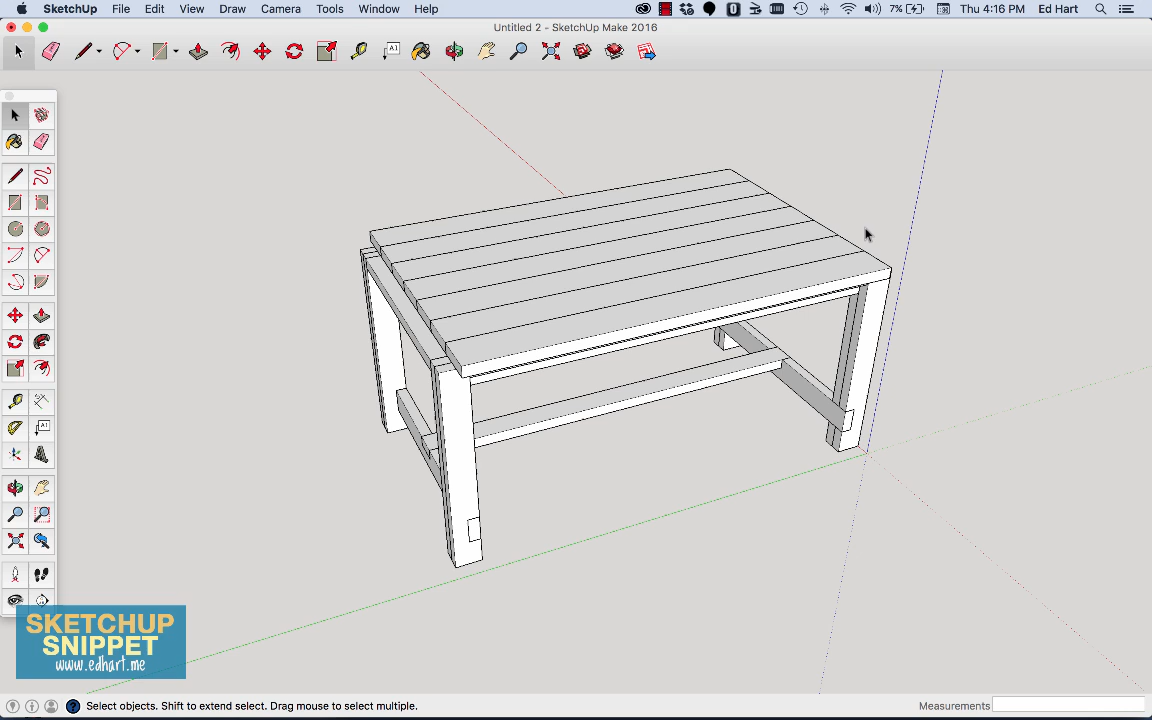 SketchUp File Edit View Draw Camera Tools Window Help 7% Thu 4:16 PM Ed Hart
Untitled 2 - SketchUp Make 2016
SKETCHUP
SNIPPET
www.edhart.me
Select objects. Shift to extend select. Drag mouse to select multiple.
Measurements